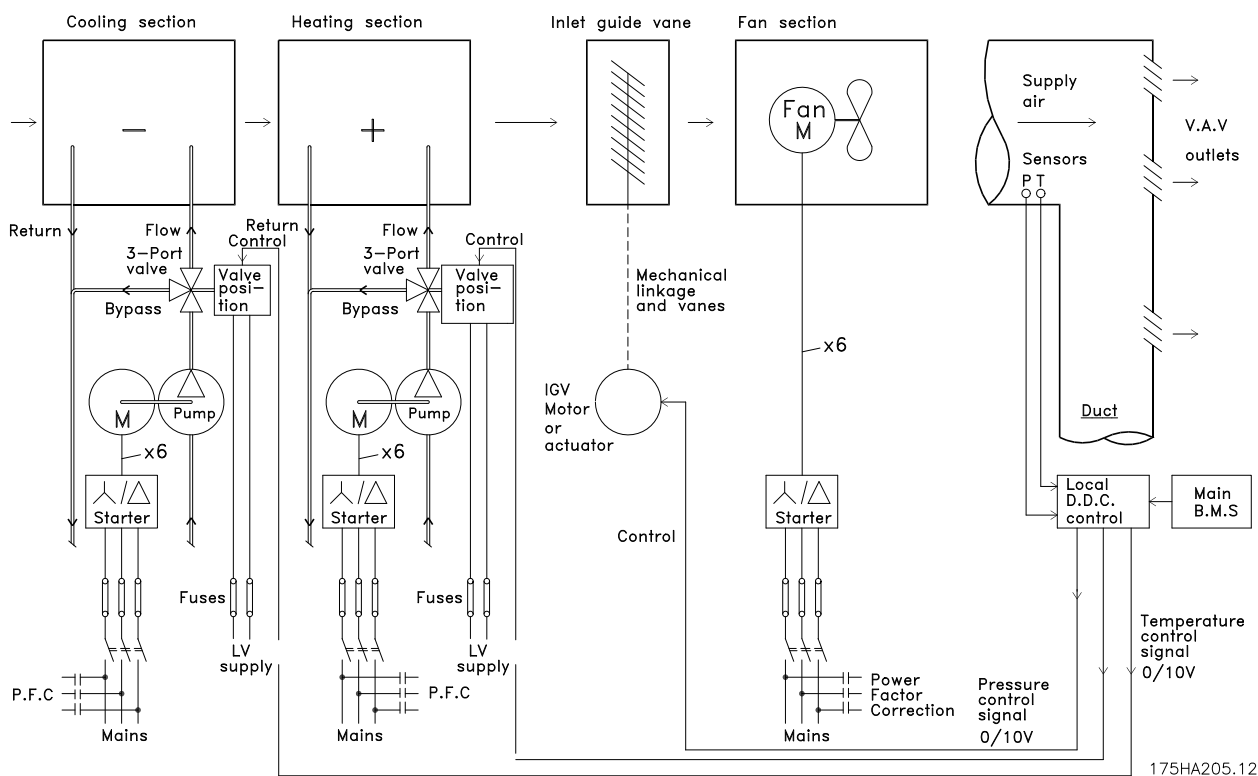 Cooling section
Heating section
Inlet guide vane
Fan section
Fan
M
Supply
air
Sensors
P T
V.A.V
outlets
Return
Flow
Return
Control
3-Port
valve
Valve
posi-
tion
Bypass
Flow
Control
3-Port
valve
Valve
posi-
tion
Bypass
Mechanical
linkage
and vanes
x6
M
Pump
x6
Starter
M
Pump
x6
Starter
IGV
Motor
or
actuator
Duct
Starter
Local
D.D.C.
control
Main
B.M.S
Control
Fuses
Fuses
LV
supply
LV
supply
P.F.C
Mains
P.F.C
Mains
Power
Factor
Correction
Mains
Pressure
control
signal
0/10V
Temperature
control
signal
0/10V
175HA205.12